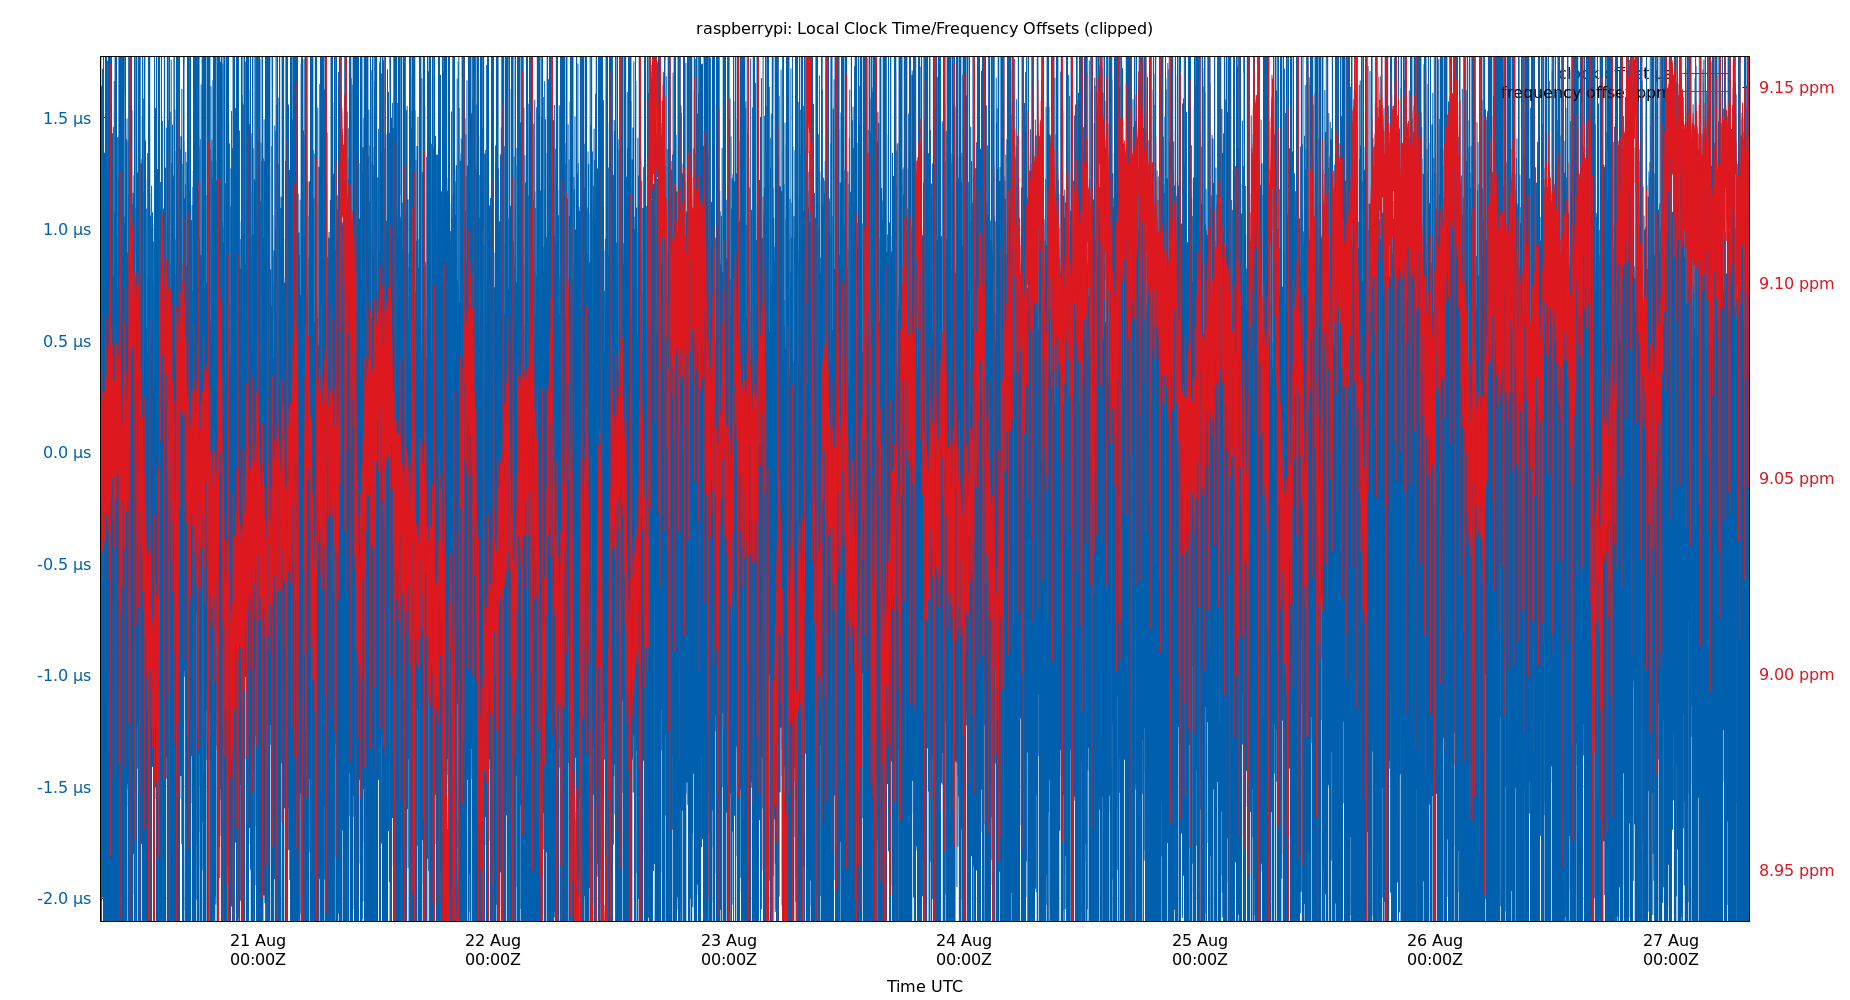 raspberrypi: Local Clock Time/Frequency Offsets (clipped)
clock offset us
frequency offset ppm
1.5 µs
1.0 µs
0.5 µs
0.0 µs
-0.5 µs
-1.0 µs
-1.5 µs
-2.0 µs
9.15 ppm
9.10 ppm
9.05 ppm
9.00 ppm
8.95 ppm
21 Aug
00:00Z
22 Aug
00:00Z
23 Aug
00:00Z
24 Aug
00:00Z
25 Aug
00:00Z
26 Aug
00:00Z
27 Aug
00:00Z
Time UTC